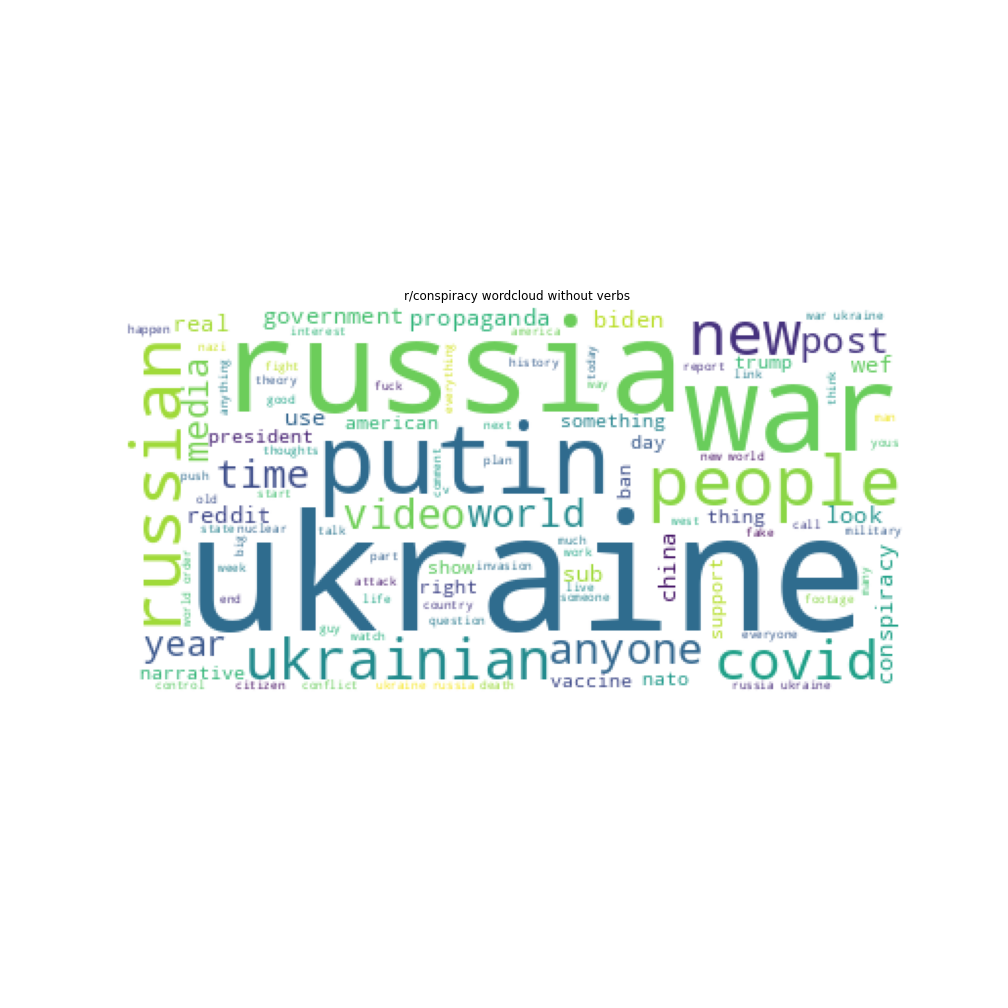 r/conspiracy wordcloud without verbs
happen real government propaganda biden new post war ukraine
interest america
russian nazi russia report trump wef
media anything fight theory good fuck everything history today way link think
use american something war man
president thoughts putin next day new world yous
push time comment plan ban people
old start
reddit video world west thing call look
state nuclear talk fake military
world order big ukraine much china
week part show invasion work sub support conspiracy
end attack right live many
life country someone footage
guy question everyone
year watch
narrative ukrainian anyone covid
control citizen conflict ukraine russia death vaccine nato russia ukraine